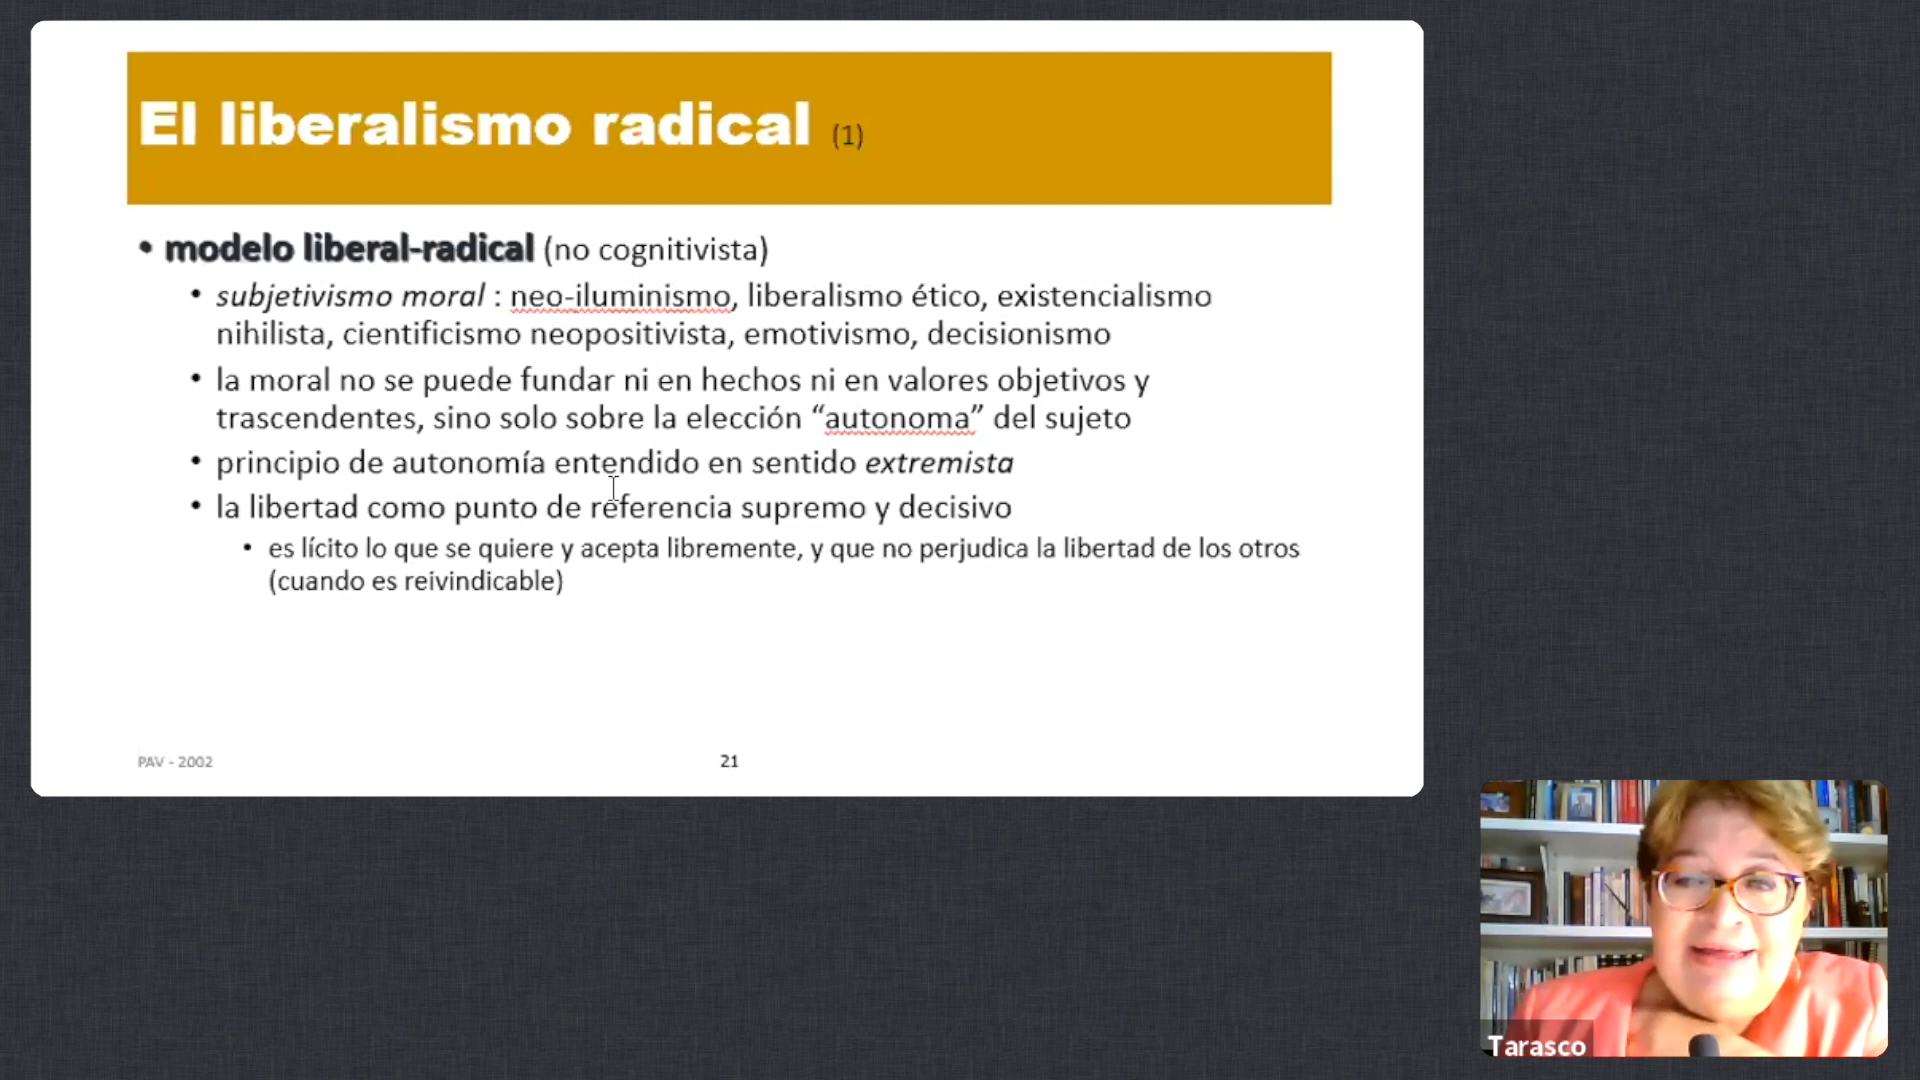 El liberalismo radical (1)
• modelo liberal-radical (no cognitivista)
• subjetivismo moral : neo-iluminismo, liberalismo ético, existencialismo
nihilista, cientificismo neopositivista, emotivismo, decisionismo
• la moral no se puede fundar ni en hechos ni en valores objetivos y
trascendentes, sino solo sobre la elección “autonoma” del sujeto
• principio de autonomía entendido en sentido extremista
• la libertad como punto de referencia supremo y decisivo
• es lícito lo que se quiere y acepta libremente, y que no perjudica la libertad de los otros
(cuando es reivindicable)
PAV - 2002
21
Tarasco